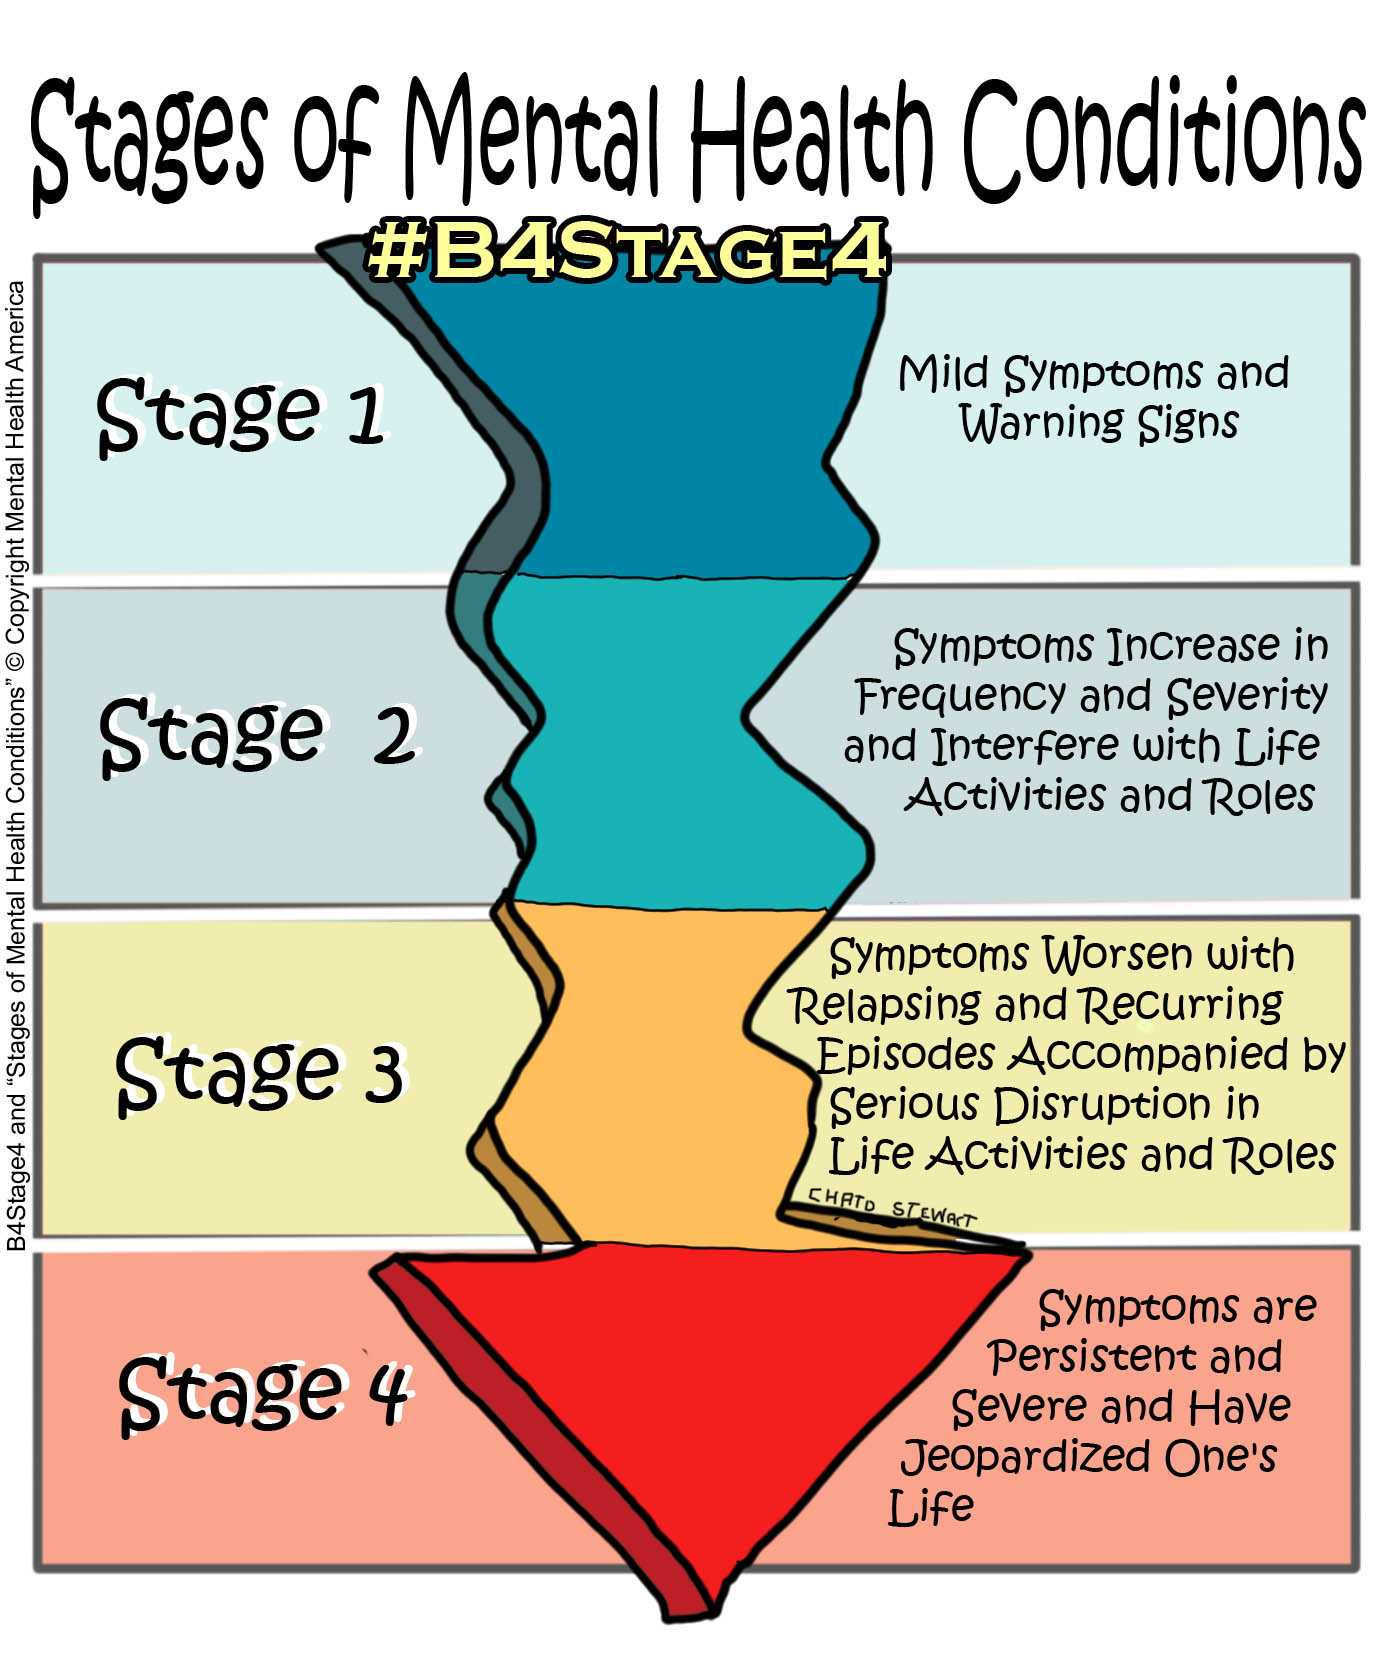 Stages of Mental Health Conditions
#B4Stage4
Stage 1
Mild Symptoms and
Warning Signs
Stage 2
Symptoms Increase in
Frequency and Severity
and Interfere with Life
Activities and Roles
Stage 3
Symptoms Worsen with
Relapsing and Recurring
Episodes Accompanied by
Serious Disruption in
Life Activities and Roles
CHATO STEWART
Stage 4
Symptoms are
Persistent and
Severe and Have
Jeopardized One's
Life
B4Stage4 and “Stages of Mental Health Conditions” © Copyright Mental Health America